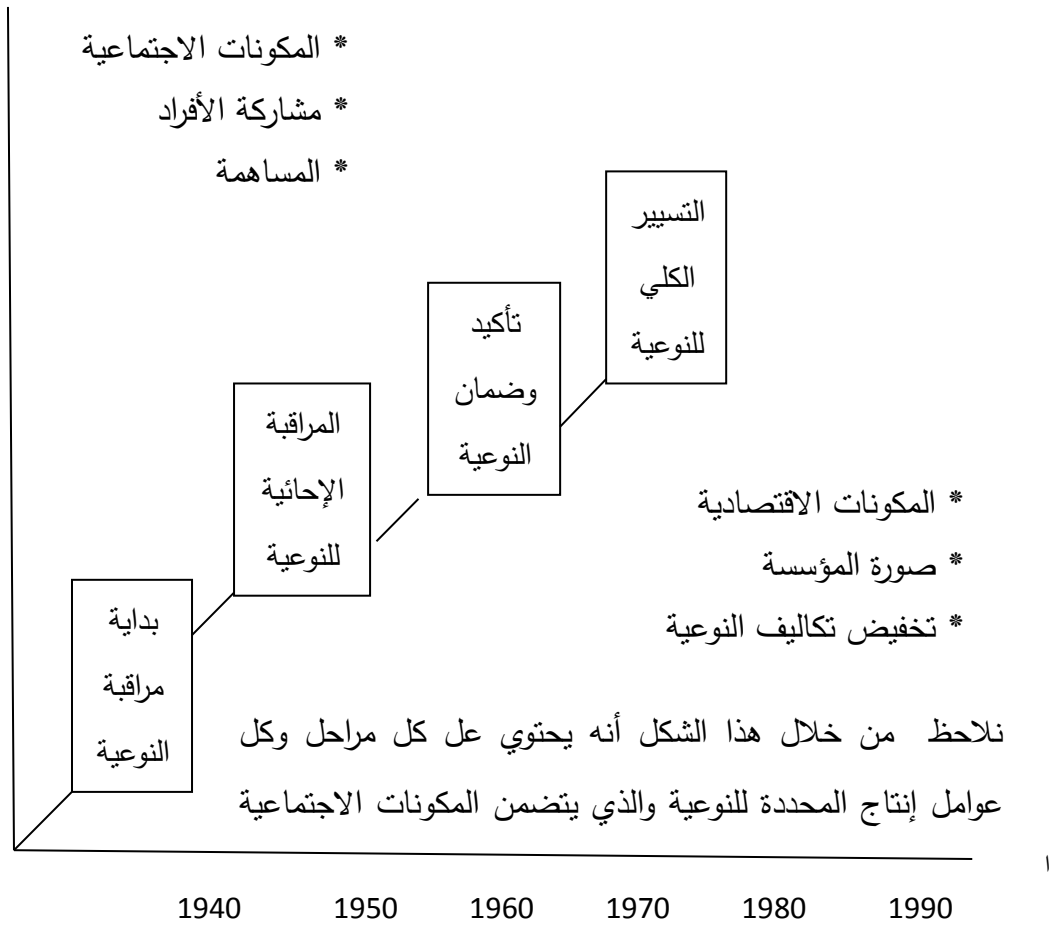 * المكونات الاجتماعية
* مشاركة الأفراد
* المساهمة
التسيير
الكلي
للنوعية
تأكيد
وضمان
النوعية
المراقبة
الإحائية
للنوعية
* المكونات الاقتصادية
* صورة المؤسسة
* تخفيض تكاليف النوعية
بداية
مراقبة
النوعية
نلاحظ من خلال هذا الشكل أنه يحتوي عل كل مراحل وكل
عوامل إنتاج المحددة للنوعية والذي يتضمن المكونات الاجتماعية
ا
1940 1950 1960 1970 1980 1990